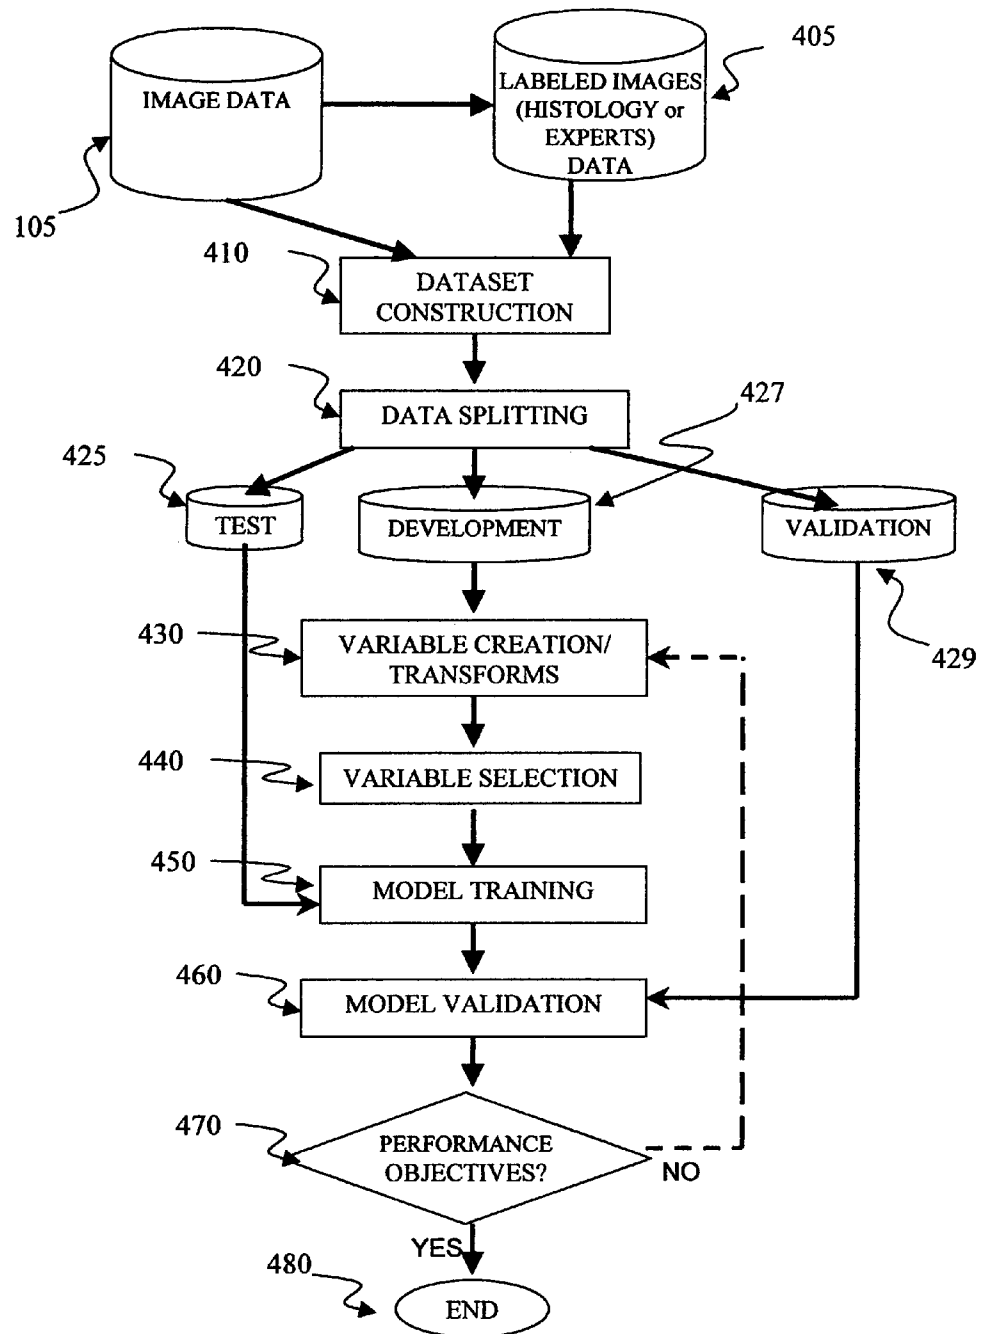 405
IMAGE DATA
LABELED IMAGES
(HISTOLOGY or
EXPERTS)
DATA
105
410
DATASET
CONSTRUCTION
420
DATA SPLITTING
427
425
TEST
DEVELOPMENT
VALIDATION
429
430
VARIABLE CREATION/
TRANSFORMS
440
VARIABLE SELECTION
450
MODEL TRAINING
460
MODEL VALIDATION
470
PERFORMANCE
OBJECTIVES?
NO
YES
480
END